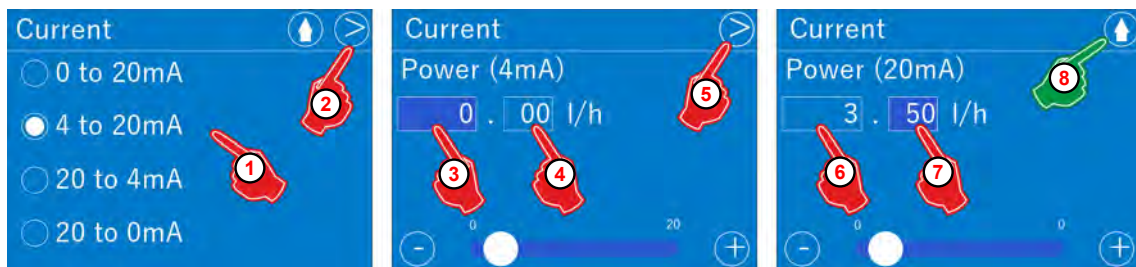 Current >
0 to 20mA
2
4 to 20mA
1
20 to 4mA
20 to 0mA
Current >
Power (4mA)
5
0 . 00 l/h
3 4
0 20
- +
Current
Power (20mA)
8
3 . 50 l/h
6 7
0 0
- +